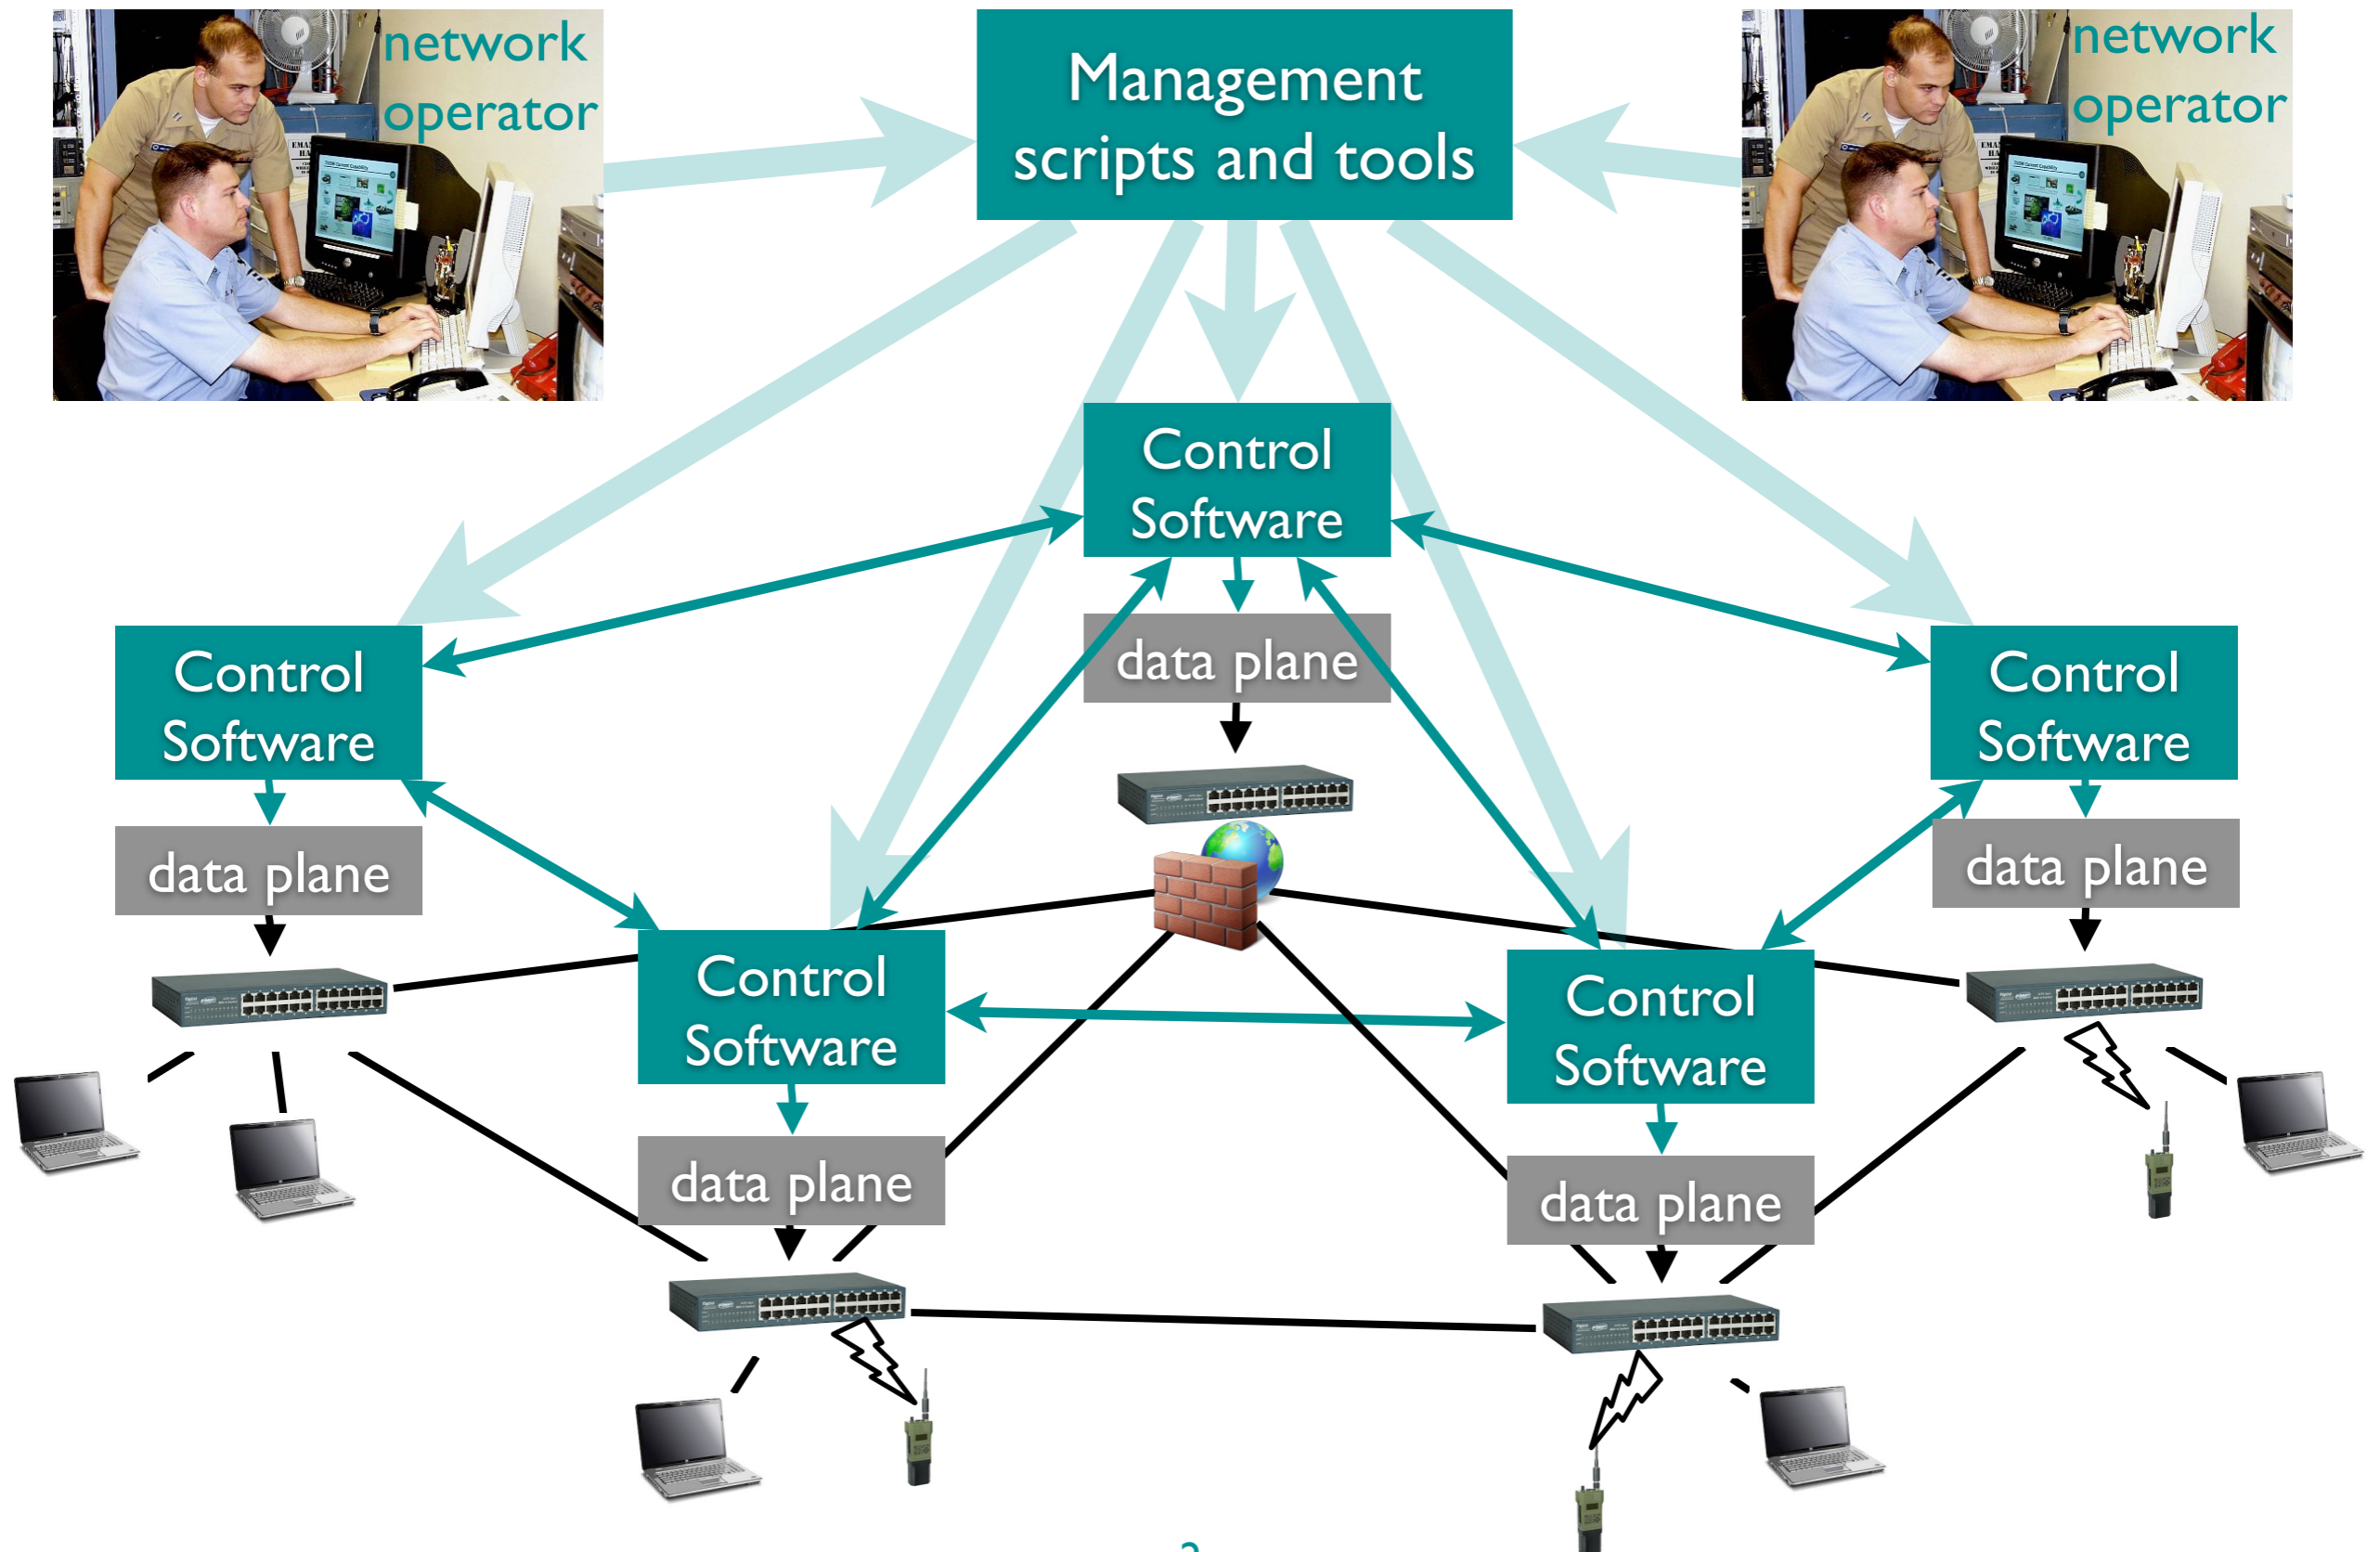 network
operator
Management
scripts and tools
network
operator
Control
Software
data plane
Control
Software
data plane
Control
Software
data plane
Control
Software
data plane
Control
Software
data plane